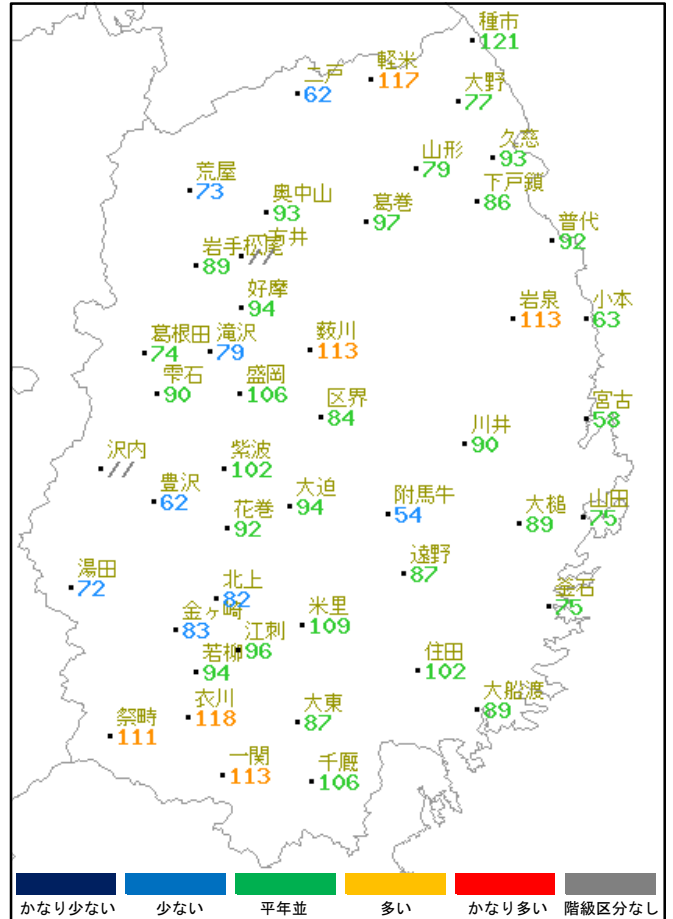 種市
121
軽米
117
二戸
62
大野
77
久慈
93
山形
79
荒屋
73
下戸鎖
86
奥中山
93
葛巻
97
普代
92
岩手松尾
89
一方井
//
好摩
94
岩泉
113
小本
63
葛根田
74
滝沢
79
薮川
113
雫石
90
盛岡
106
区界
84
宮古
58
川井
90
沢内
//
紫波
102
豊沢
62
大迫
94
附馬牛
54
花巻
92
大槌
89
山田
75
遠野
87
湯田
72
北上
82
釜石
75
金ヶ崎
83
米里
109
江刺
96
若柳
94
住田
102
衣川
118
大東
87
大船渡
89
祭畤
111
一関
113
千厩
106
かなり少ない 少ない 平年並 多い かなり多い 階級区分なし